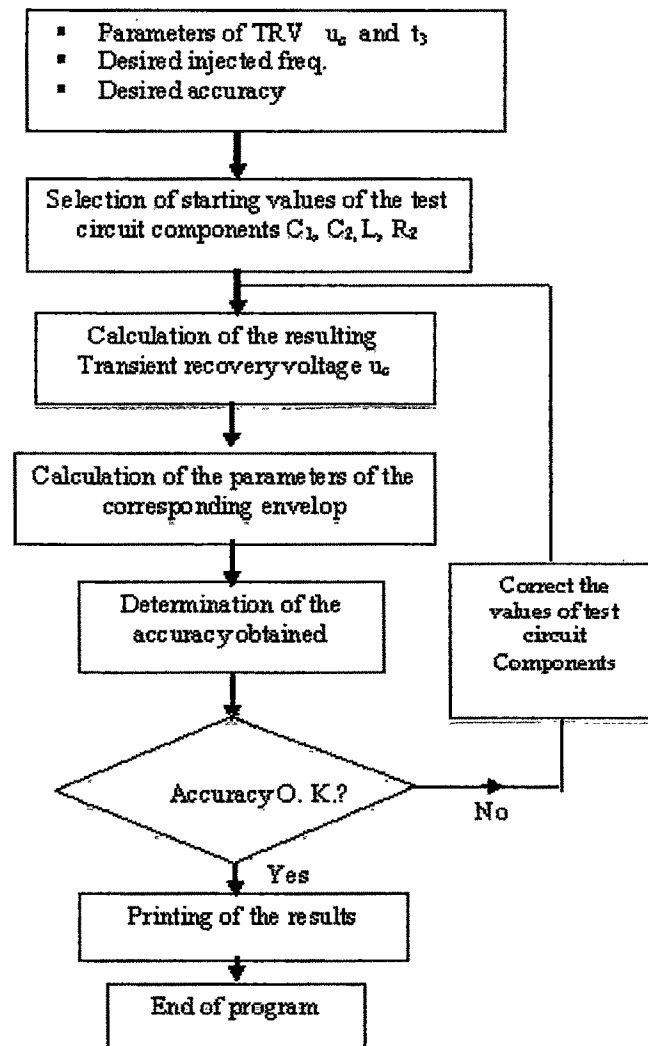 ▪ Parameters of TRV u_c and t_3
▪ Desired injected freq.
▪ Desired accuracy
Selection of starting values of the test
circuit components C_1, C_2, L, R_2
Calculation of the resulting
Transient recovery voltage u_c
Calculation of the parameters of the
corresponding envelop
Determination of the
accuracy obtained
Correct the
values of test
circuit
Components
Accuracy O. K.?
No
Yes
Printing of the results
End of program